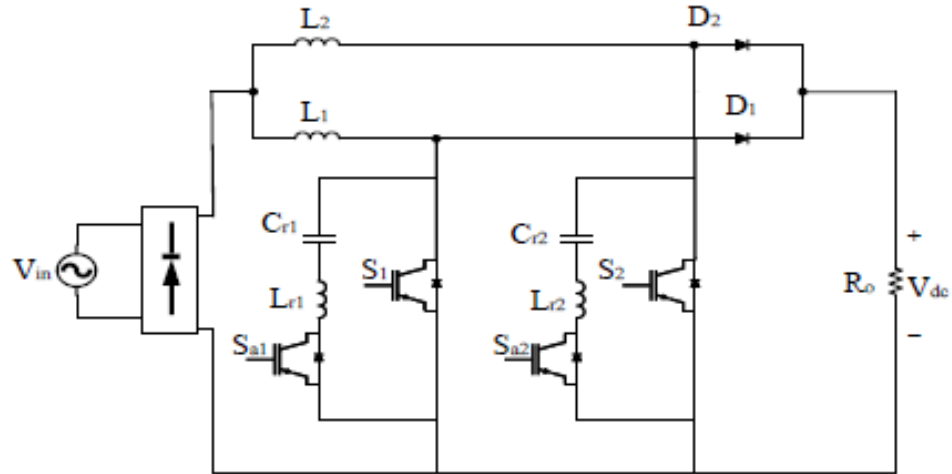 L2
D2
L1
D1
Cr1
Cr2
S1
S2
+
Vin
Ro
Vdc
Lr1
Lr2
−
Sa1
Sa2